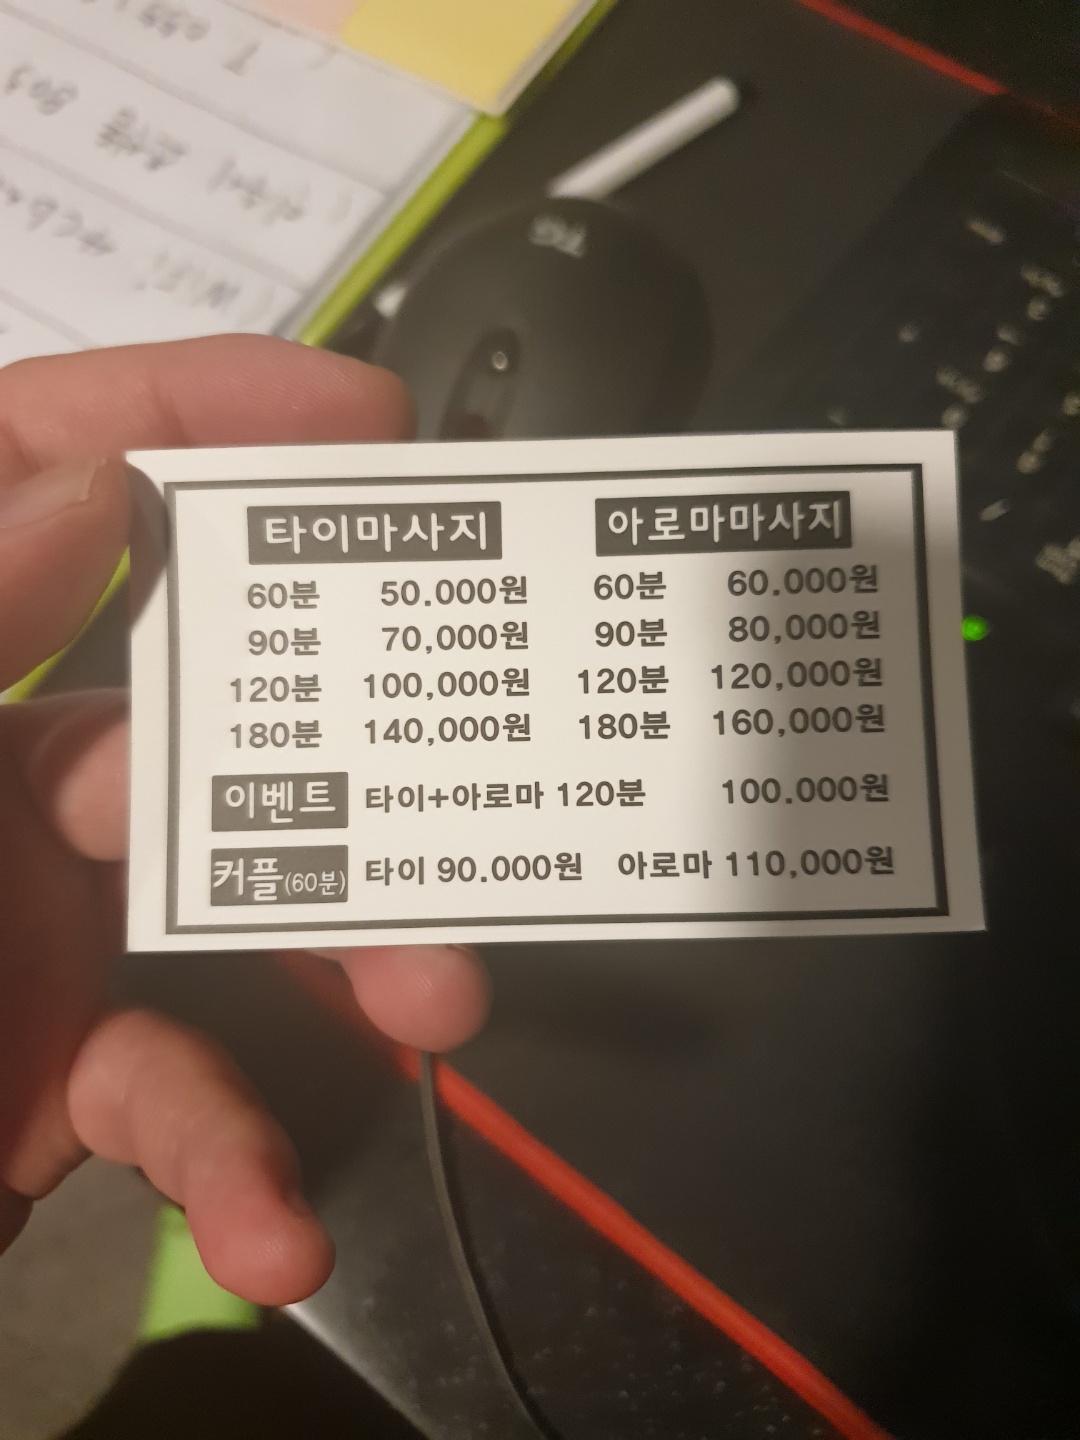 타이마사지 아로마마사지
60분 50.000원 60분 60.000원
90분 70,000원 90분 80,000원
120분 100,000원 120분 120,000원
180분 140,000원 180분 160,000원
이벤트 타이+아로마 120분 100.000원
커플(60분) 타이 90.000원 아로마 110,000원
TG